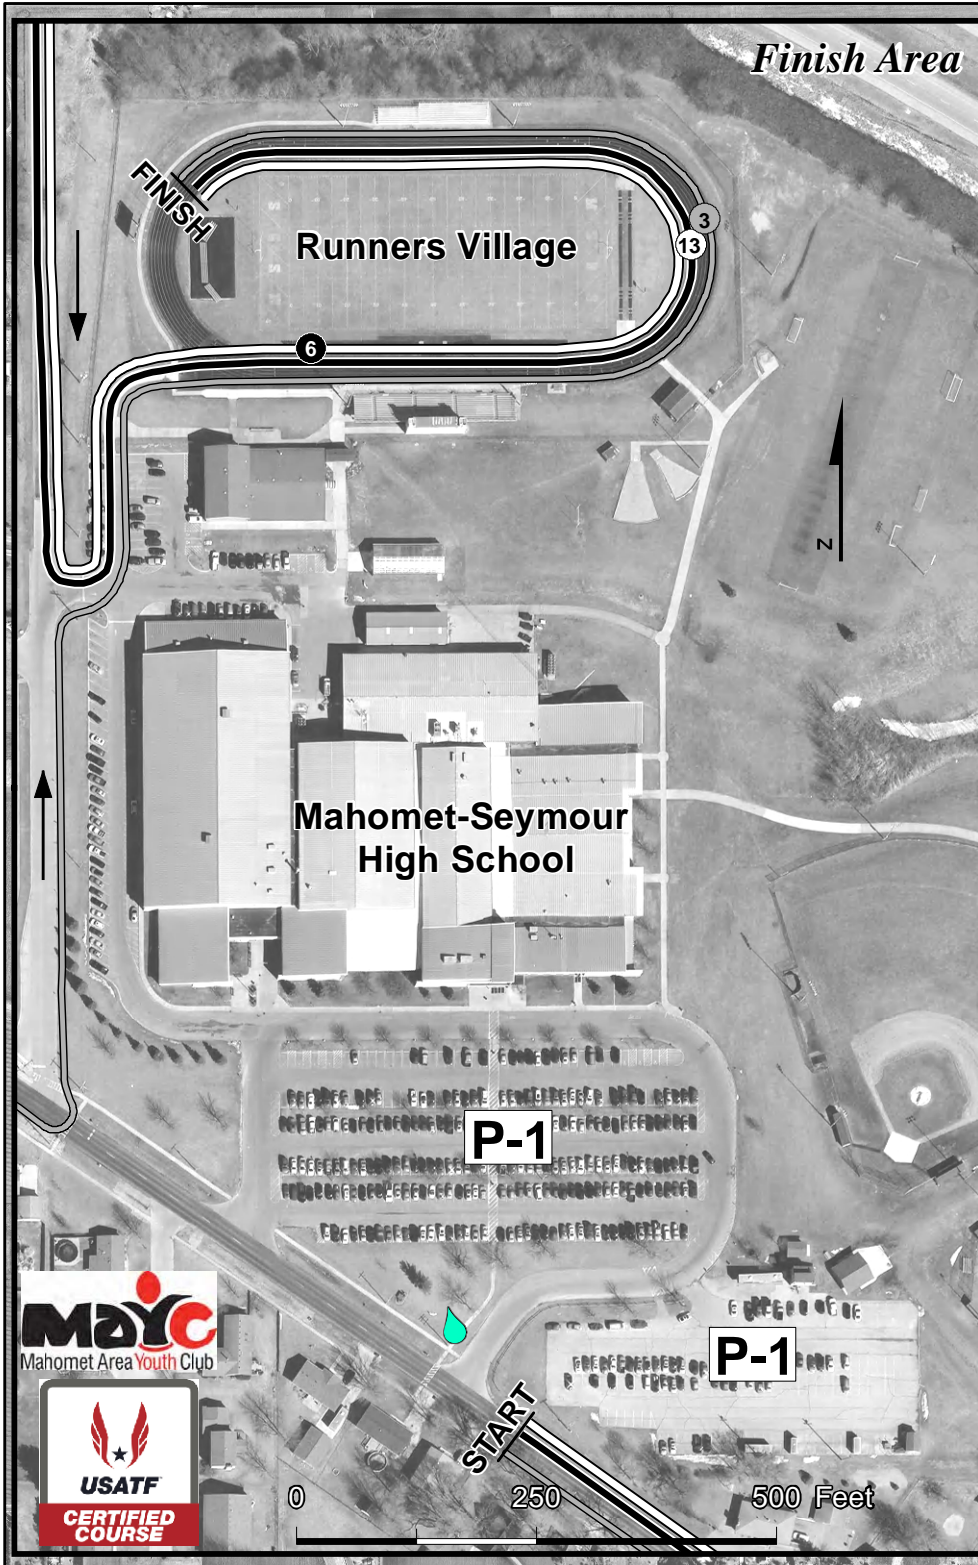 Finish Area
FINISH
Runners Village
3
13
6
N
Mahomet-Seymour
High School
P-1
P-1
START
MAYC
Mahomet Area Youth Club
USATF
CERTIFIED
COURSE
0 250 500 Feet